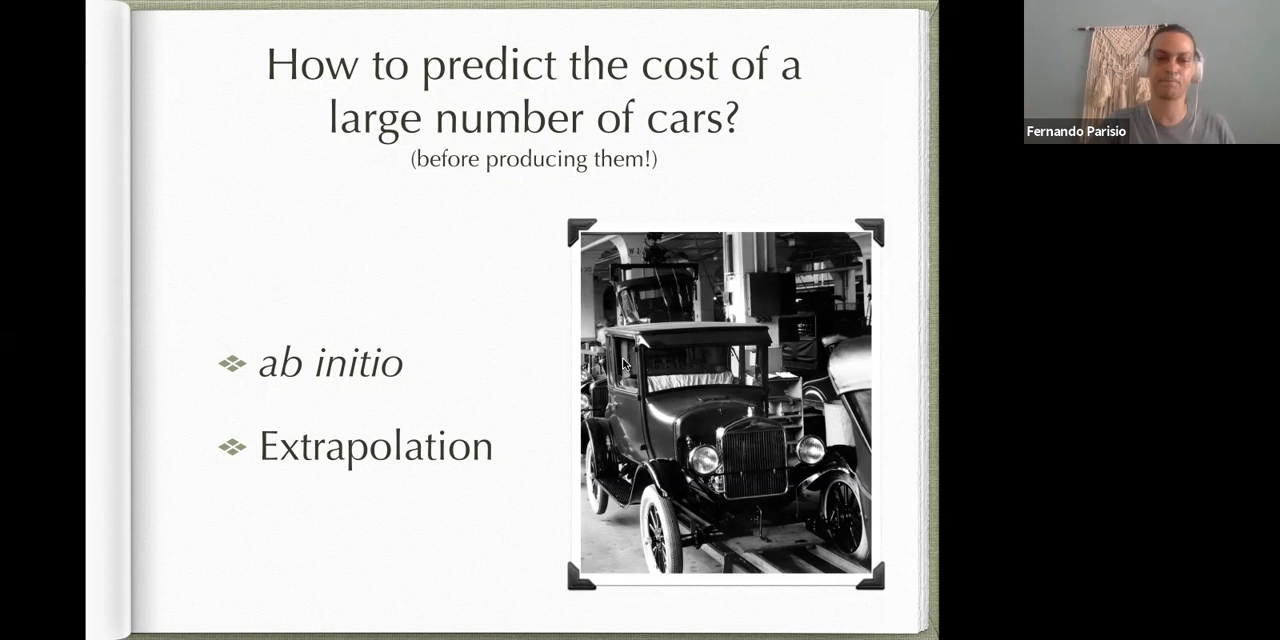 How to predict the cost of a
large number of cars?
(before producing them!)
ab initio
Extrapolation
Fernando Parisio